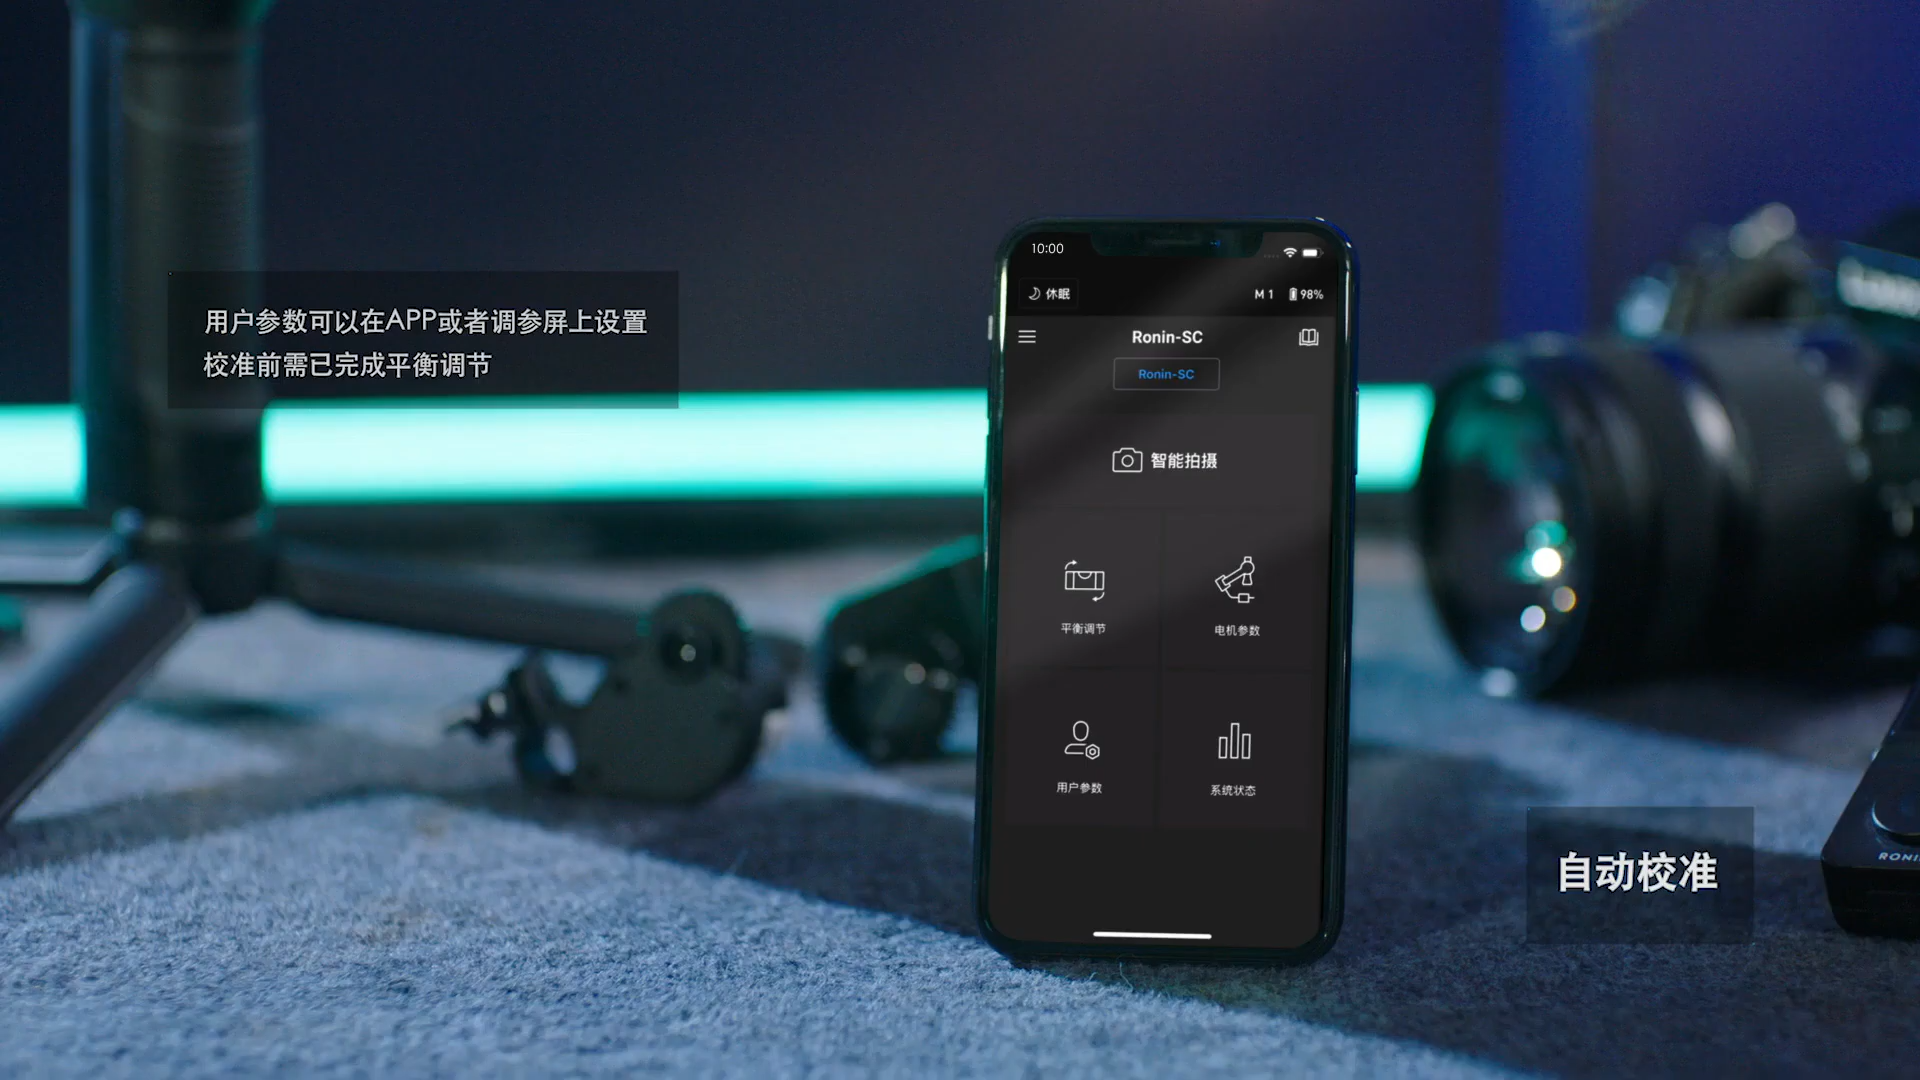 用户参数可以在APP或者调参屏上设置
校准前需已完成平衡调节
10:00
休眠
M 1
98%
Ronin-SC
Ronin-SC
智能拍摄
平衡调节
电机参数
用户参数
系统状态
自动校准